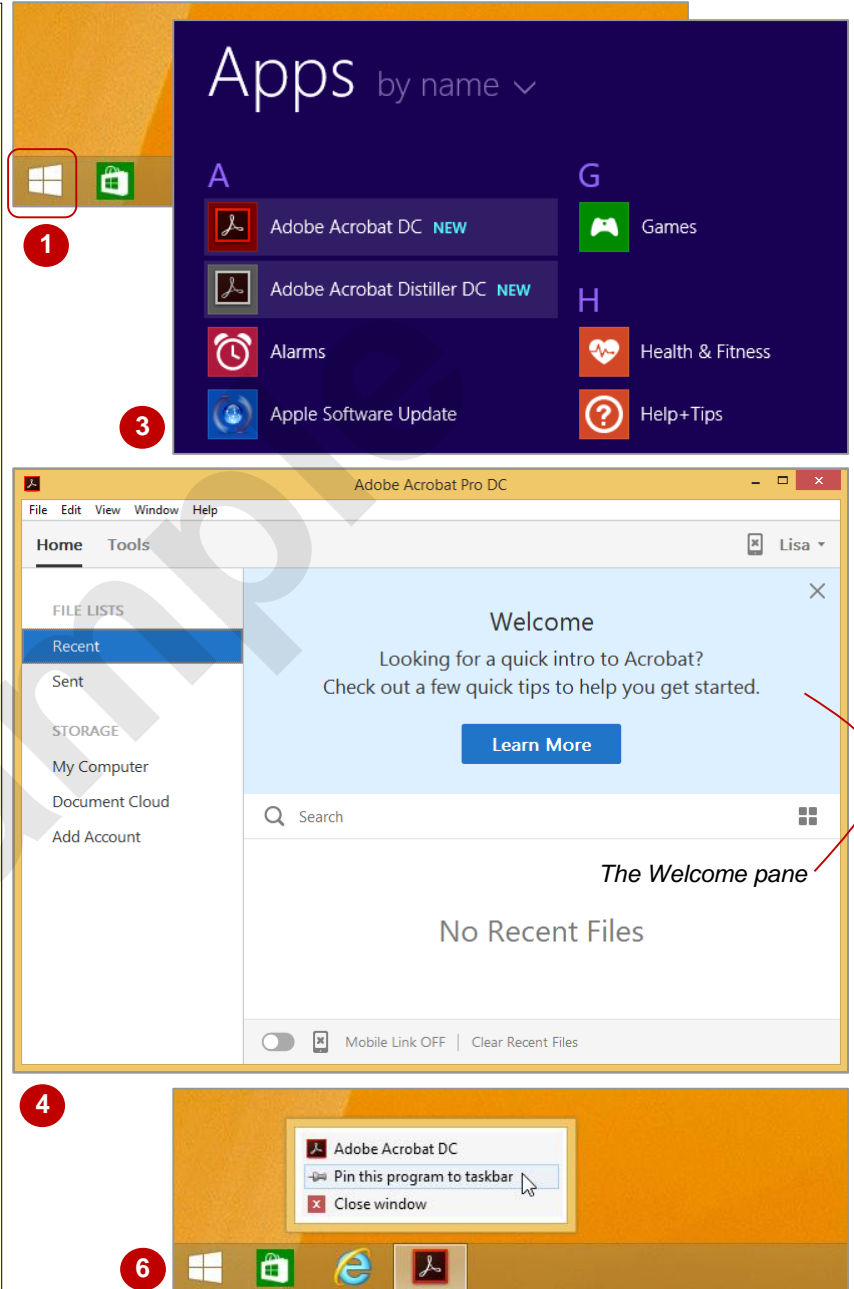 Apps by name
A
Adobe Acrobat DC NEW
Adobe Acrobat Distiller DC NEW
Alarms
Apple Software Update
G
Games
H
Health & Fitness
Help+Tips
1
3
Adobe Acrobat Pro DC
File Edit View Window Help
Home Tools
Lisa
FILE LISTS
Recent
Sent
STORAGE
My Computer
Document Cloud
Add Account
Welcome
Looking for a quick intro to Acrobat?
Check out a few quick tips to help you get started.
Learn More
Search
The Welcome pane
No Recent Files
Mobile Link OFF | Clear Recent Files
4
Adobe Acrobat DC
Pin this program to taskbar
Close window
6